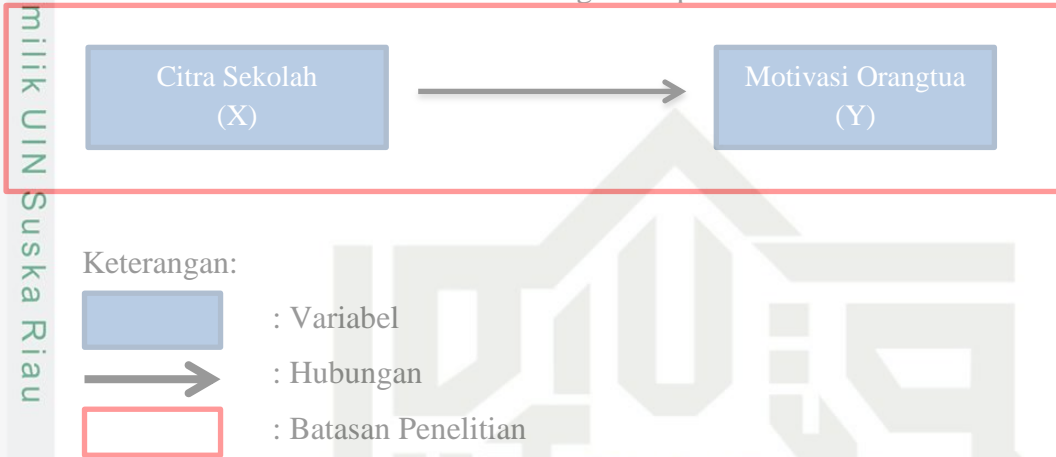 milik UIN Suska Riau
Citra Sekolah
(X)
Motivasi Orangtua
(Y)
Keterangan:
: Variabel
: Hubungan
: Batasan Penelitian